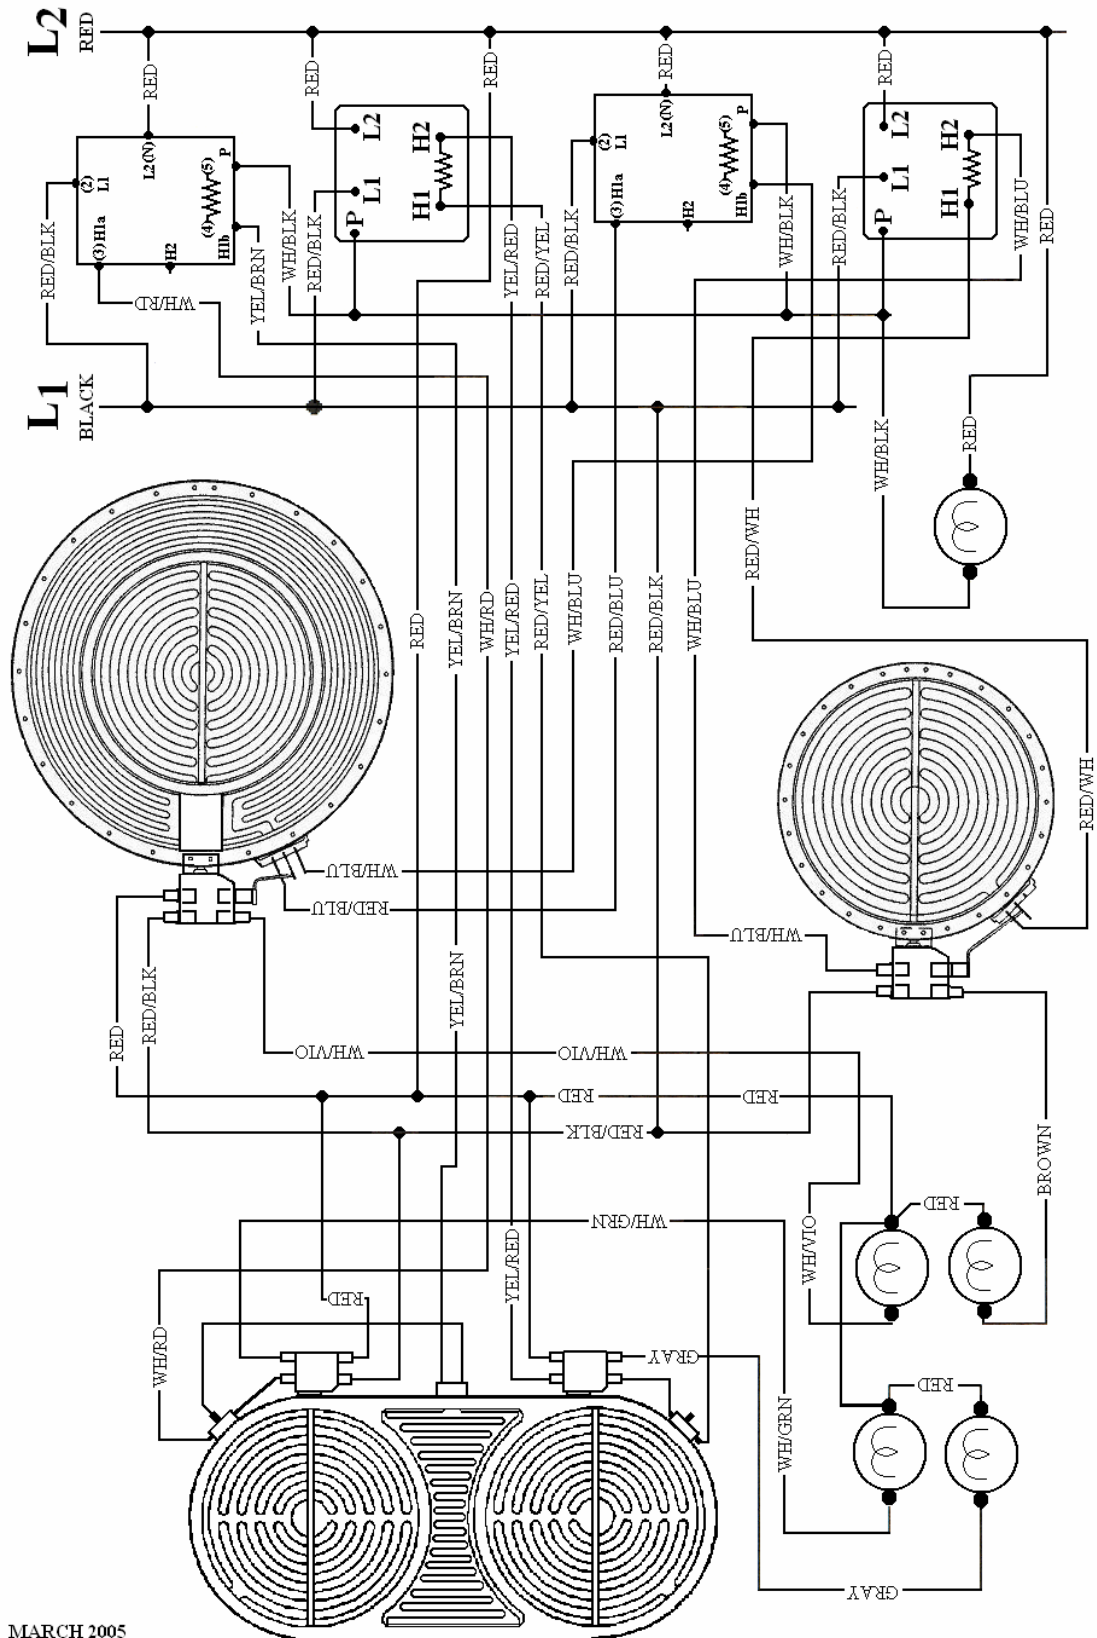 L2
RED
RED
RED
RED
RED
RED
(2)
L1
L2(N)
(5)
P
(4)
H1b
(3)H1a
H2
L2
L1
P
H2
H1
(2)
L1
L2(N)
(5)
P
(4)
H1b
(3)H1a
H2
L2
L1
P
H2
H1
RED/BLK
WH/RD
YEL/BRN
WH/BLK
RED/BLK
YEL/RED
RED/YEL
RED/BLK
WH/BLK
RED/BLK
WH/BLU
RED
L1
BLACK
WH/BLK
RED
RED
YEL/BRN
WH/RD
YEL/RED
RED/YEL
WH/BLU
RED/BLU
RED/BLK
WH/BLU
RED/WH
RED/WH
WH/BLU
RED/BLU
WH/BLU
RED
RED/BLK
YEL/BRN
WH/VIO
WH/VIO
RED
RED
RED/BLK
BROWN
WH/GRN
WH/VIO
RED
YEL/RED
RED
WH/RD
GRAY
RED
WH/GRN
GRAY
MARCH 2005